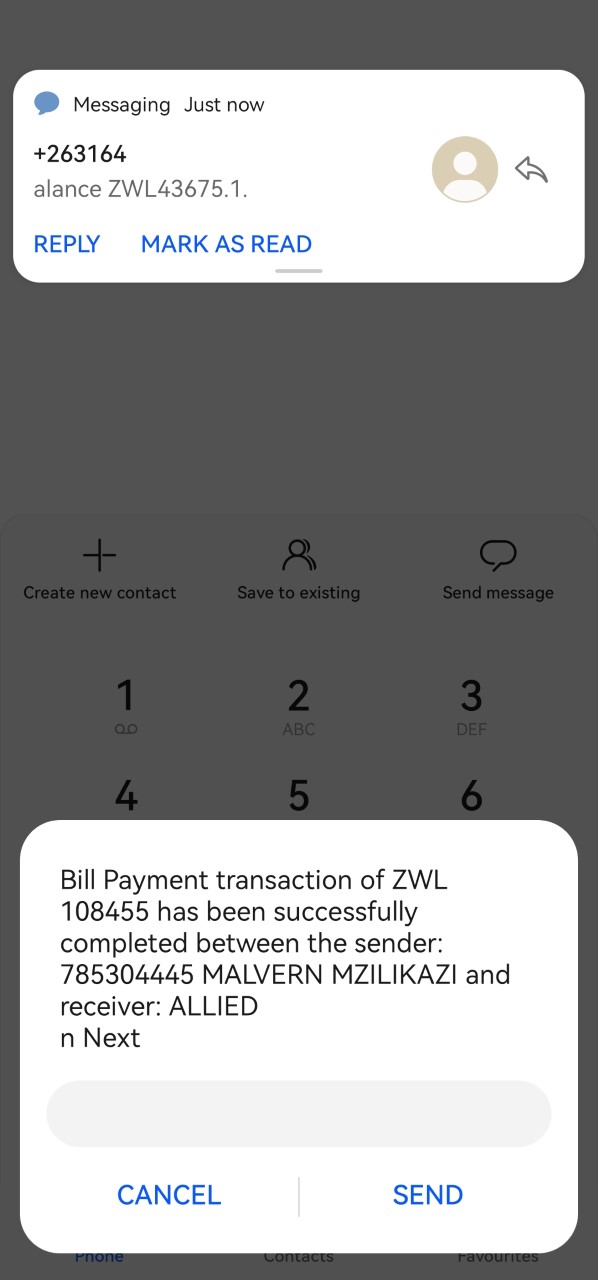 Messaging Just now
+263164
alance ZWL43675.1.
REPLY MARK AS READ
Create new contact Save to existing Send message
1 2 3
ABC DEF
4 5 6
Bill Payment transaction of ZWL
108455 has been successfully
completed between the sender:
785304445 MALVERN MZILIKAZI and
receiver: ALLIED
n Next
CANCEL SEND
Phone Contacts Favourites